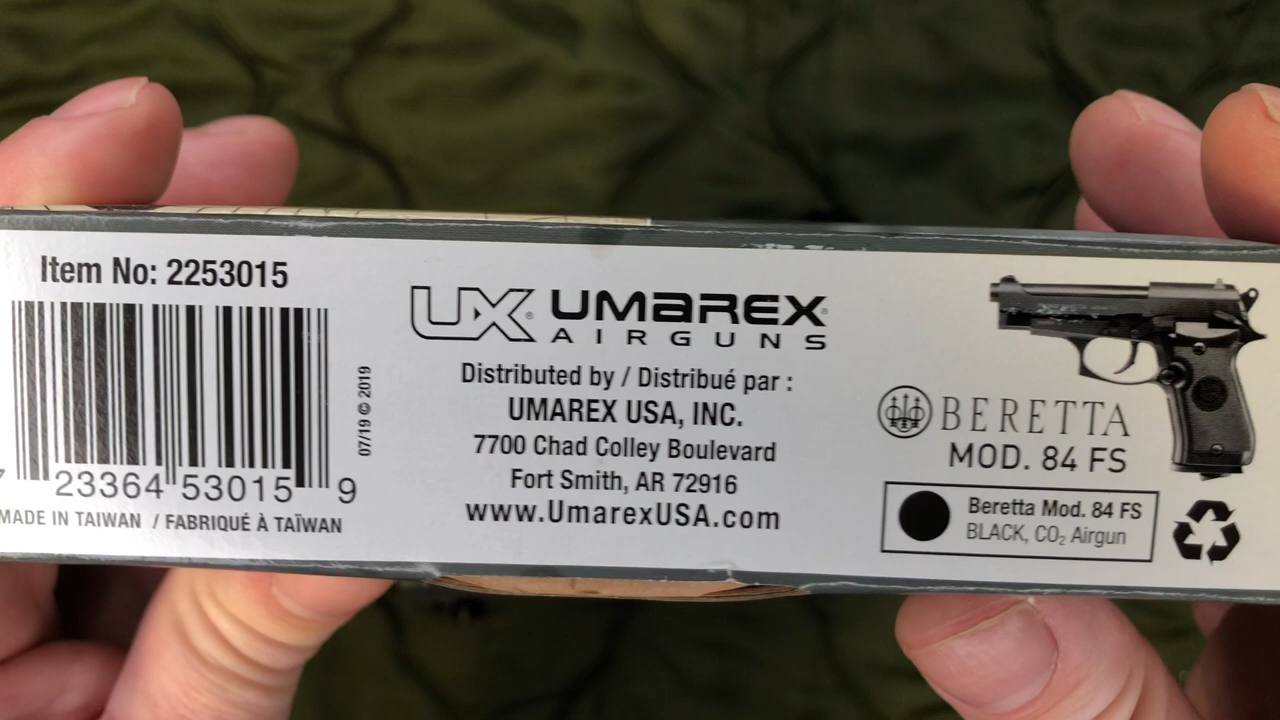 Item No: 2253015
7 23364 53015 9
MADE IN TAIWAN / FABRIQUÉ À TAÏWAN
07/19 © 2019
UX® UMAREX®
AIRGUNS
Distributed by / Distribué par :
UMAREX USA, INC.
7700 Chad Colley Boulevard
Fort Smith, AR 72916
www.UmarexUSA.com
BERETTA
MOD. 84 FS
Beretta Mod. 84 FS
BLACK, CO₂ Airgun